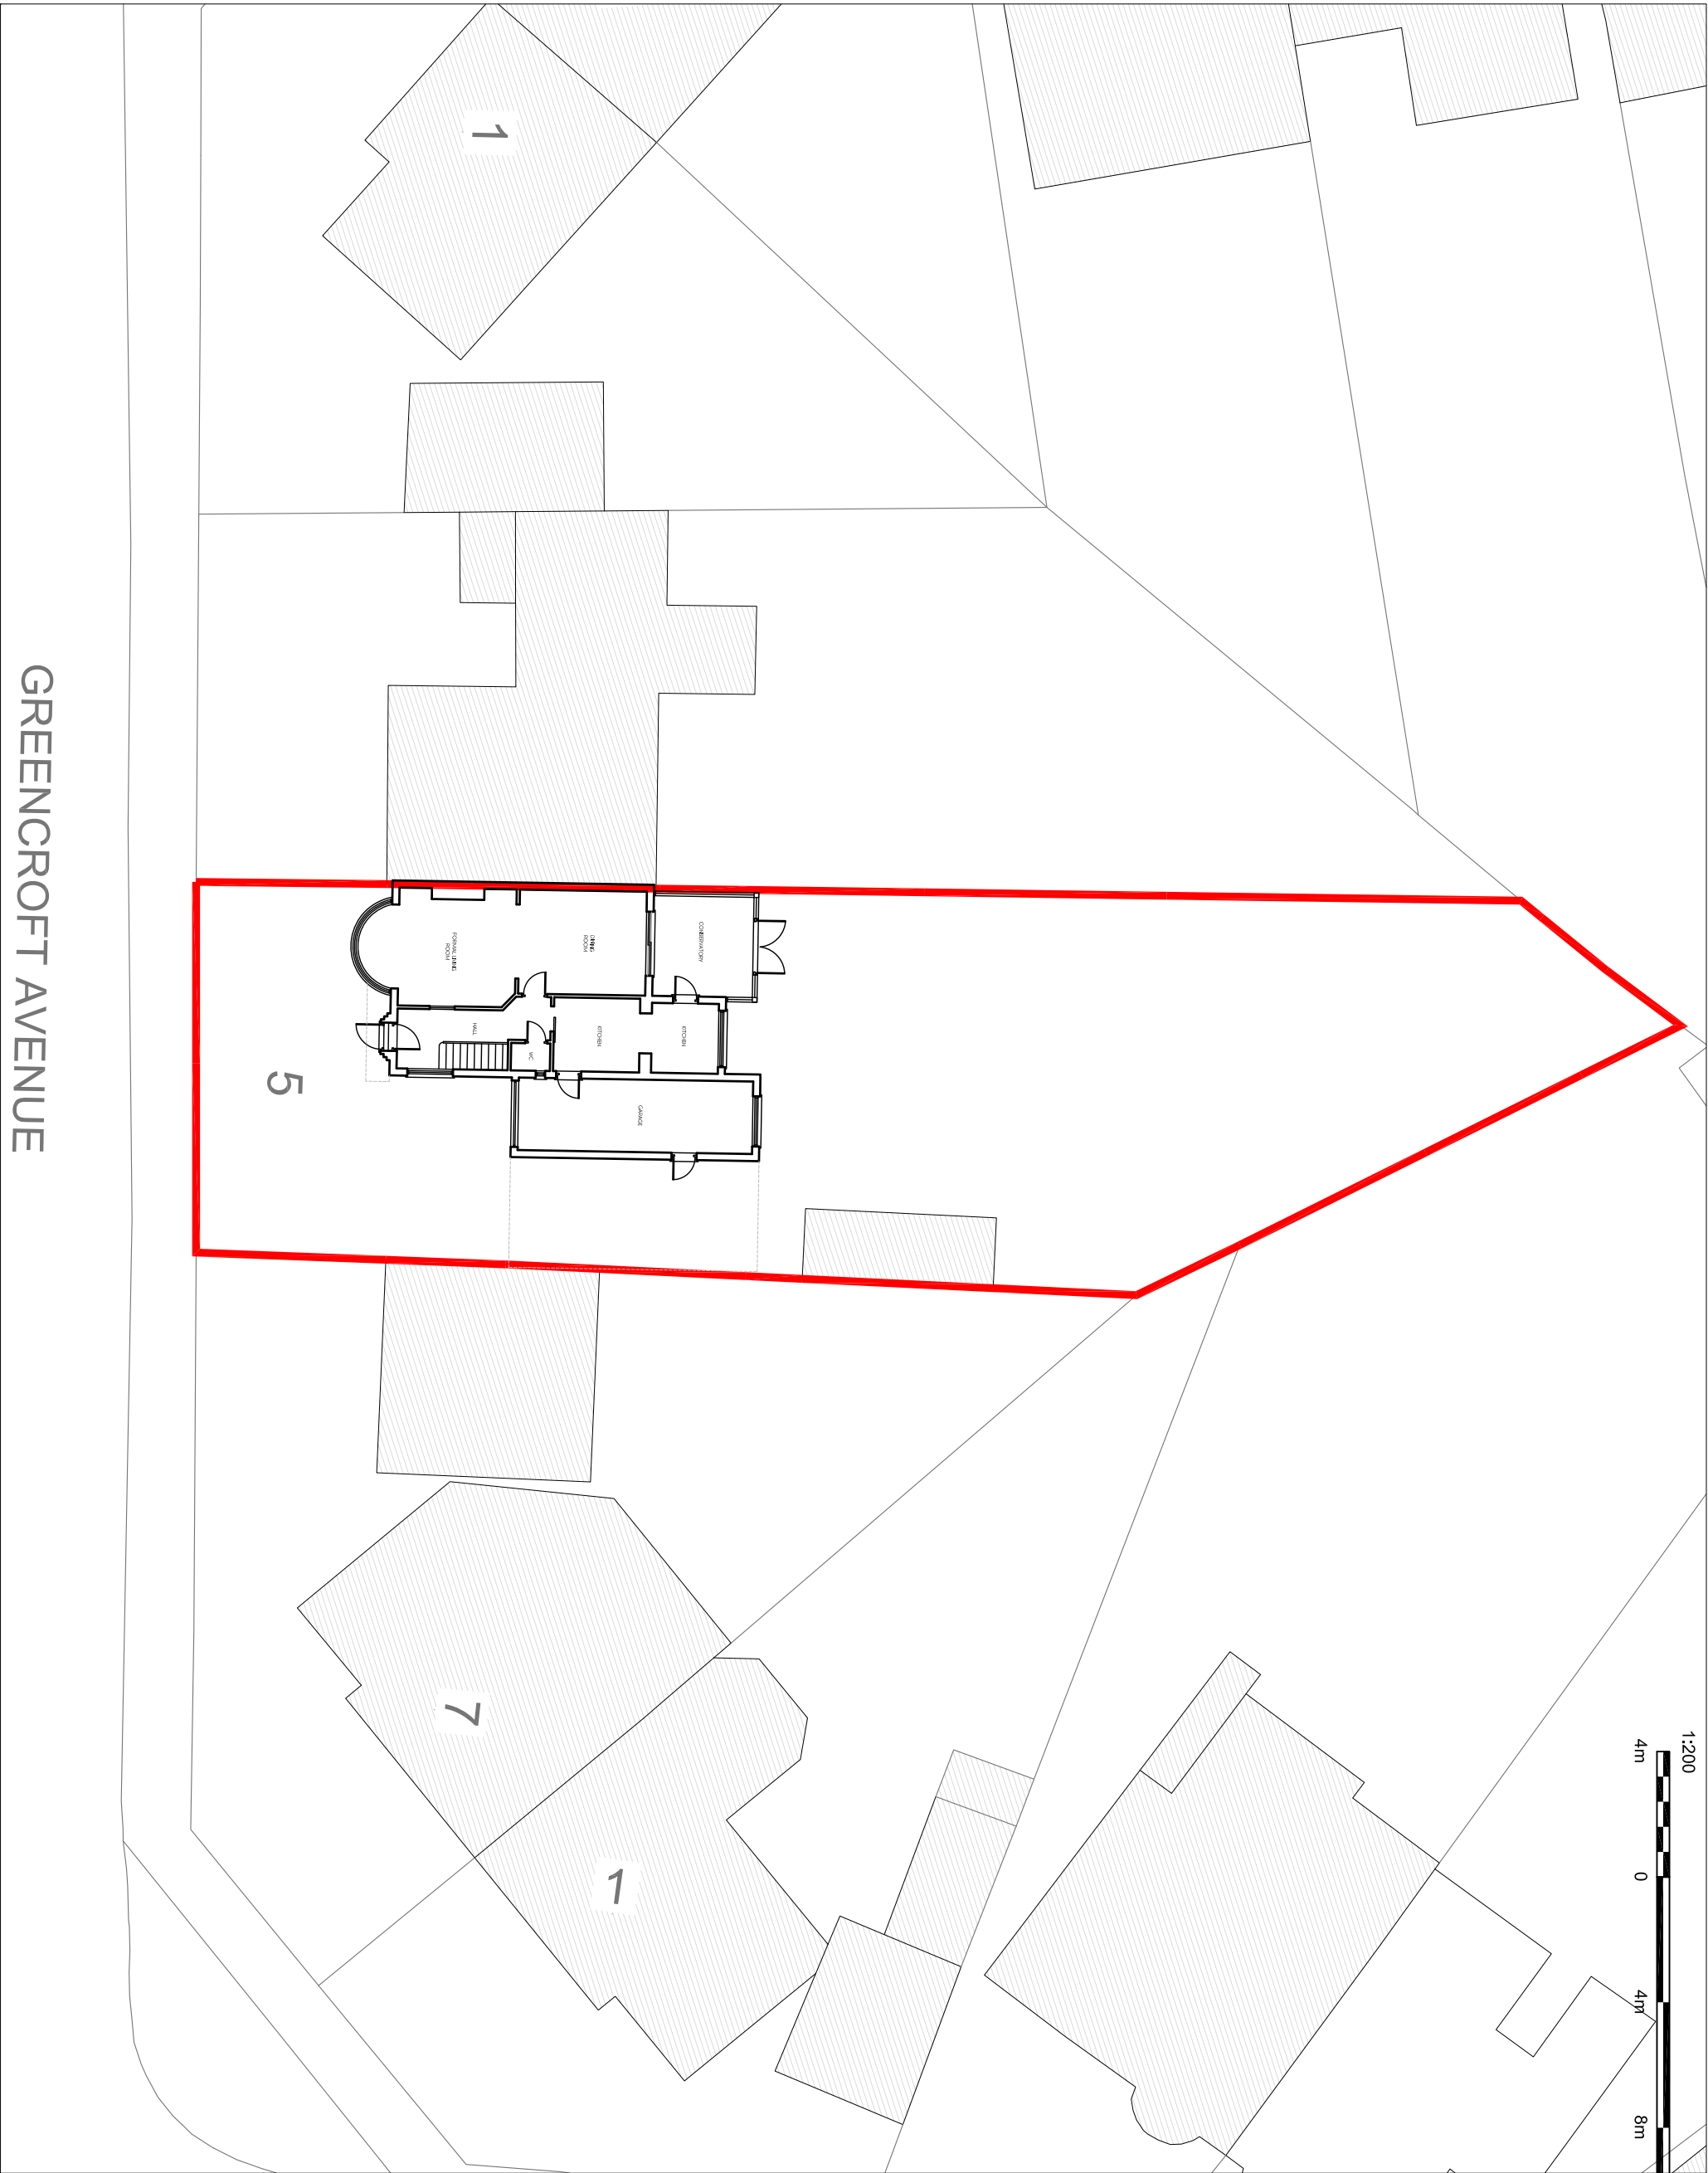 1
GREENCROFT AVENUE
5
FORMAL LIVING
ROOM
DINING
ROOM
CONSERVATORY
HALL
WC
KITCHEN
KITCHEN
GARAGE
7
1
1:200
4m
0
4m
8m